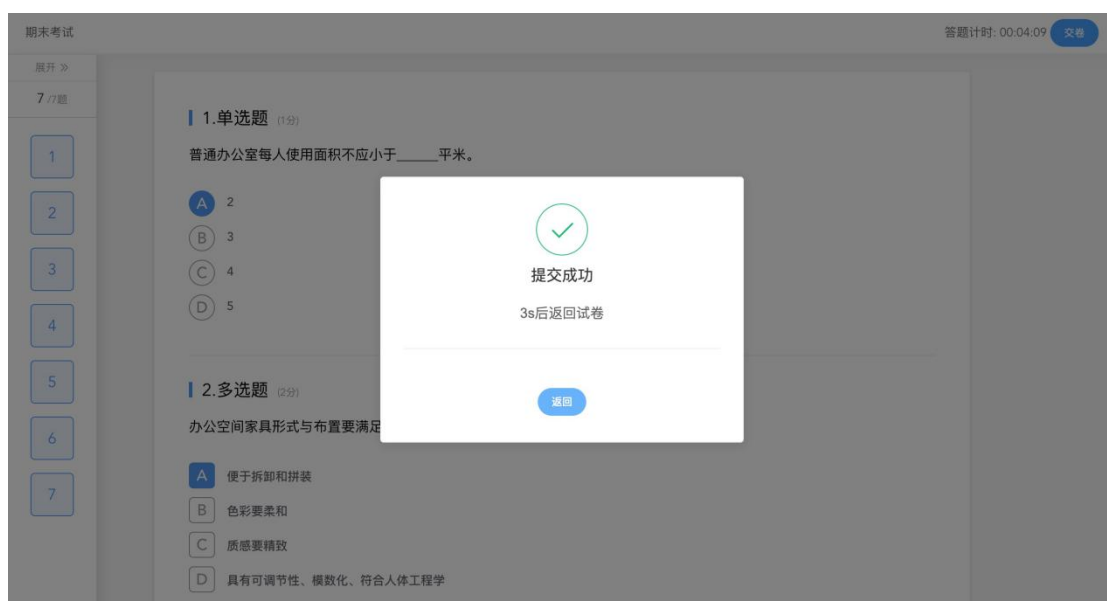 期末考试
答题计时: 00:04:09 交卷
展开 »
7 /7题
1
2
3
4
5
6
7
1.单选题 (1分)
普通办公室每人使用面积不应小于_____平米。
A 2
B 3
C 4
D 5
2.多选题 (2分)
办公空间家具形式与布置要满足
A 便于拆卸和拼装
B 色彩要柔和
C 质感要精致
D 具有可调节性、模数化、符合人体工程学
提交成功
3s后返回试卷
返回